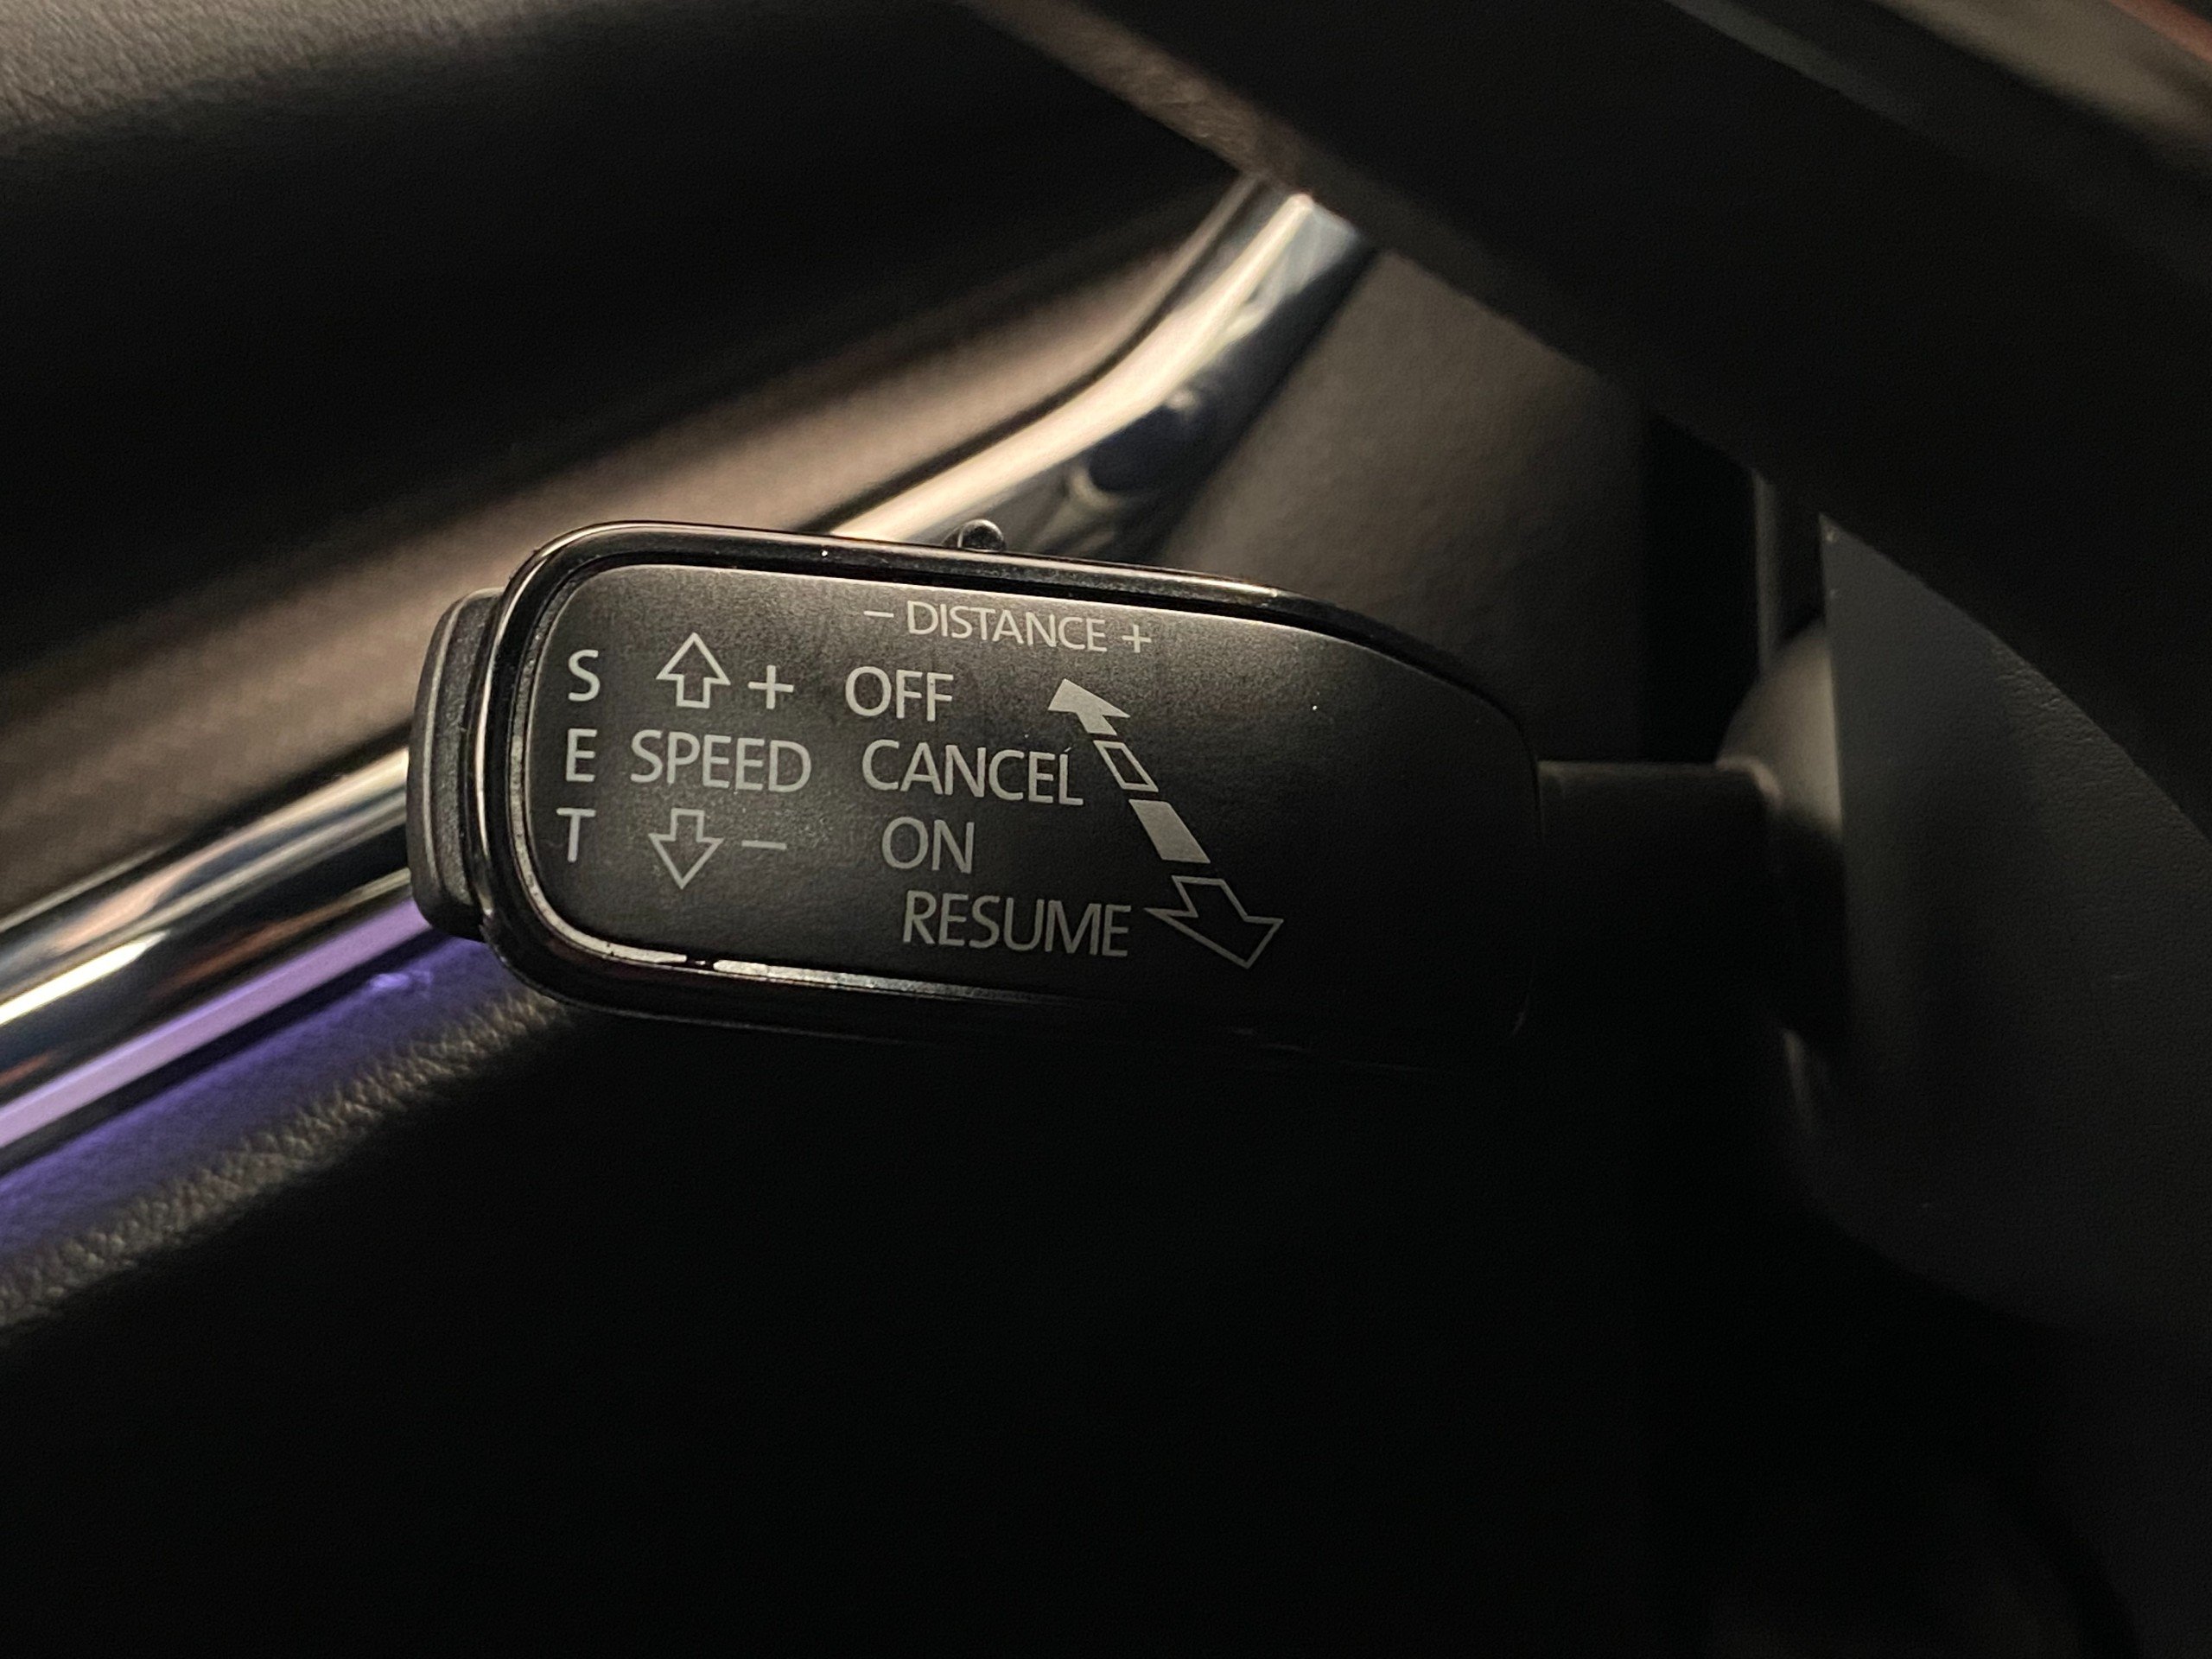 − DISTANCE +
S + OFF
E SPEED CANCEL
T − ON
RESUME